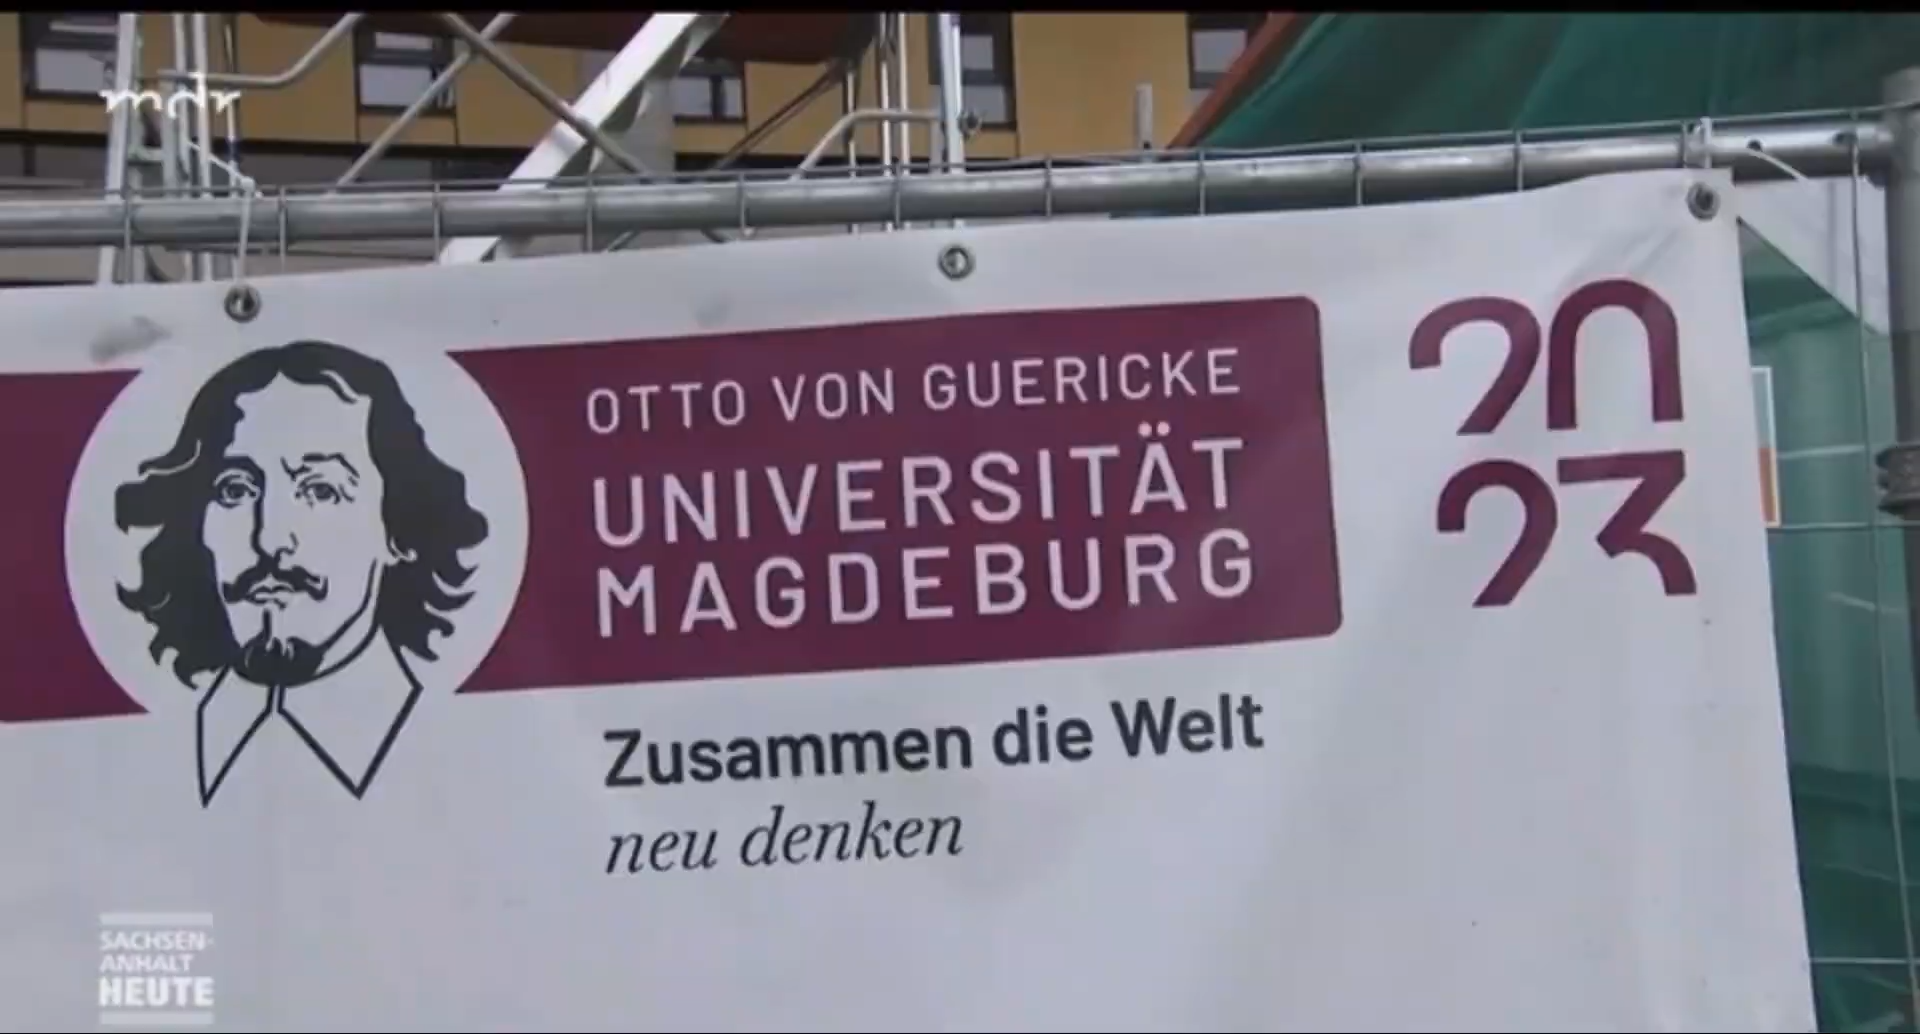 mdr
OTTO VON GUERICKE
UNIVERSITÄT
MAGDEBURG
20
23
Zusammen die Welt
neu denken
SACHSEN-
ANHALT
HEUTE